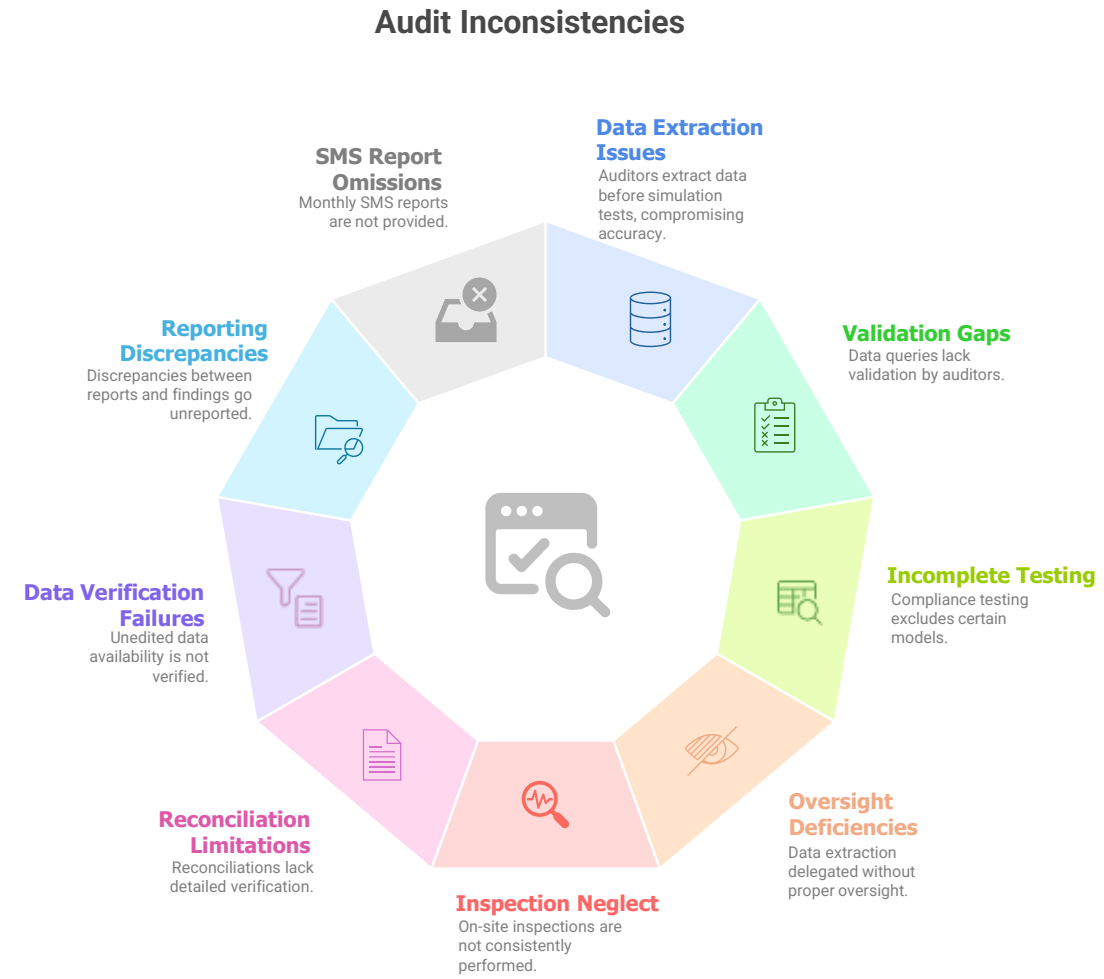 Audit Inconsistencies
Data Extraction
Issues
Auditors extract data
before simulation
tests, compromising
accuracy.
Validation Gaps
Data queries lack
validation by auditors.
Incomplete Testing
Compliance testing
excludes certain
models.
Oversight
Deficiencies
Data extraction
delegated without
proper oversight.
Inspection Neglect
On-site inspections are
not consistently
performed.
Reconciliation
Limitations
Reconciliations lack
detailed verification.
Data Verification
Failures
Unedited data
availability is not
verified.
Reporting
Discrepancies
Discrepancies between
reports and findings go
unreported.
SMS Report
Omissions
Monthly SMS reports
are not provided.